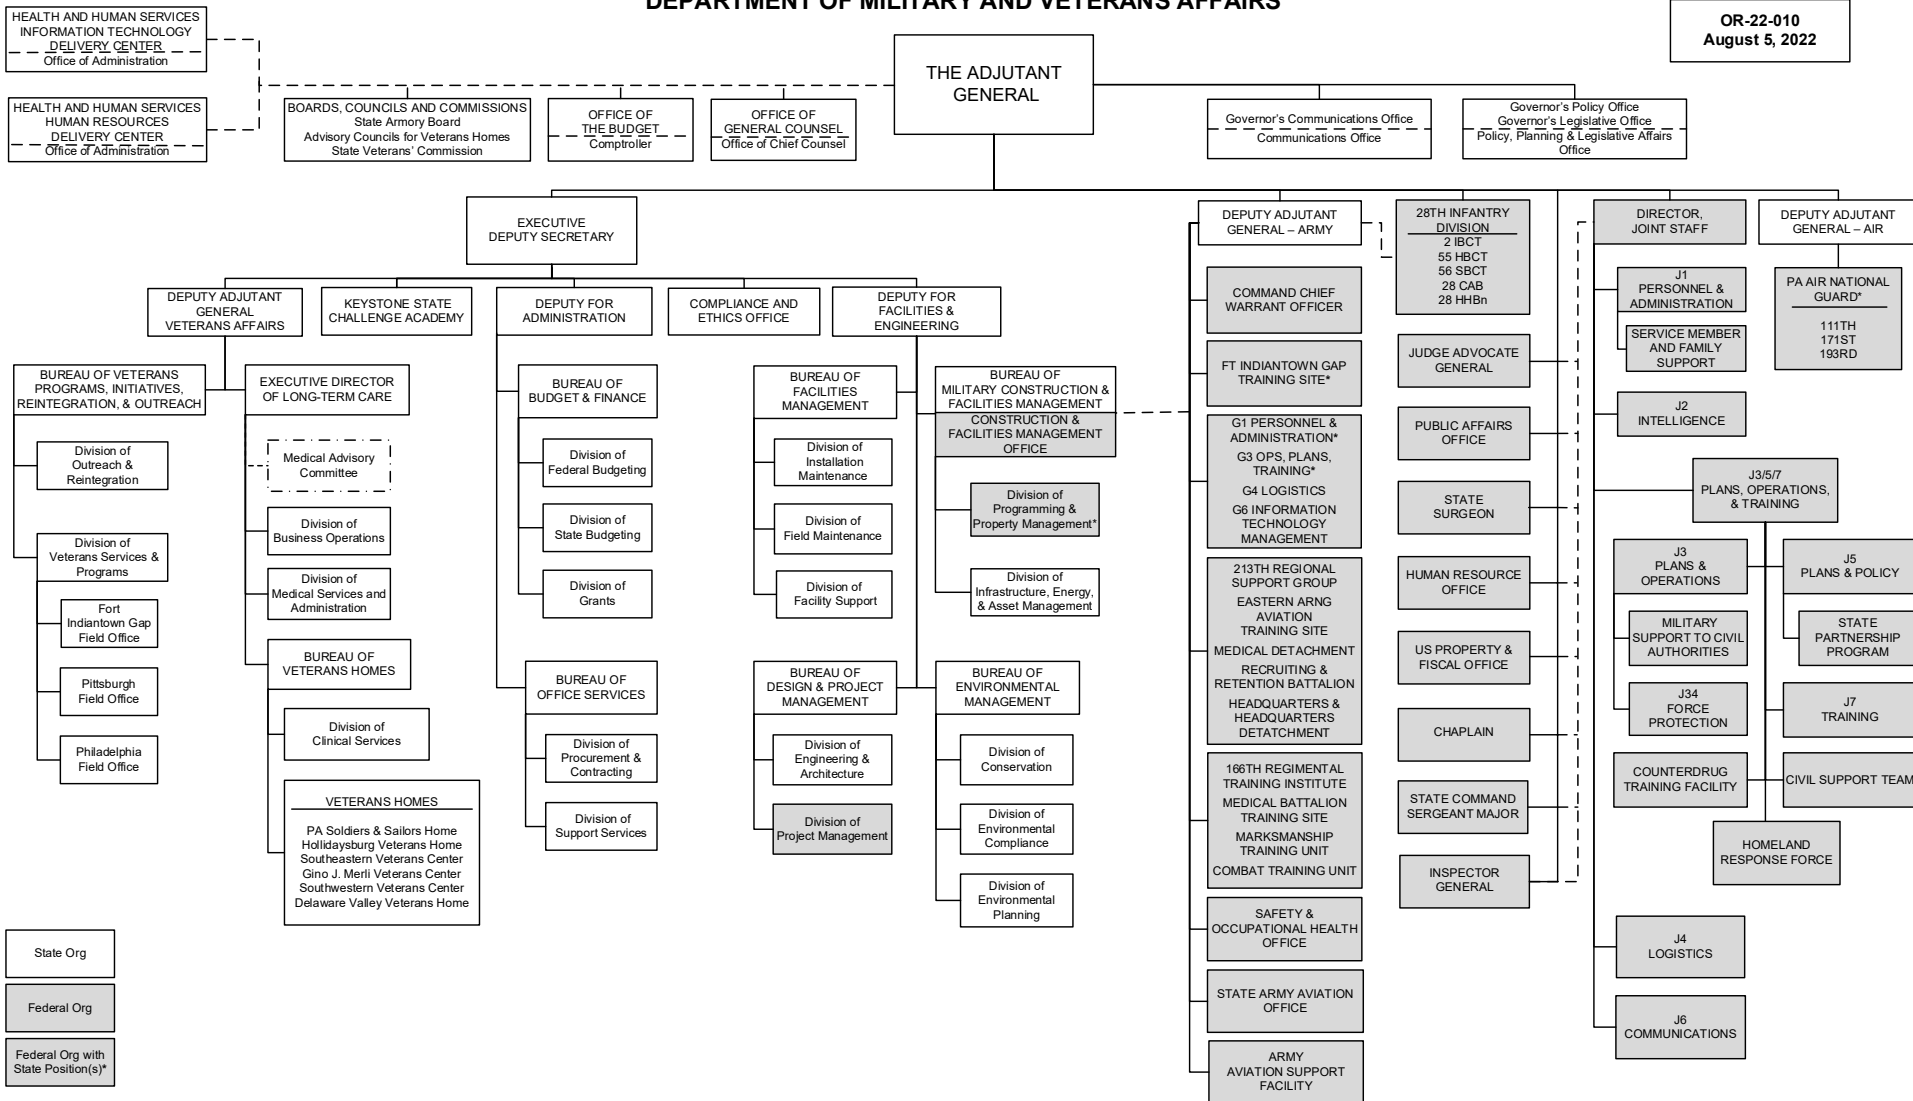 DEPARTMENT OF MILITARY AND VETERANS AFFAIRS
OR-22-010
August 5, 2022
HEALTH AND HUMAN SERVICES
INFORMATION TECHNOLOGY
DELIVERY CENTER
Office of Administration
HEALTH AND HUMAN SERVICES
HUMAN RESOURCES
DELIVERY CENTER
Office of Administration
BOARDS, COUNCILS AND COMMISSIONS
State Armory Board
Advisory Councils for Veterans Homes
State Veterans' Commission
OFFICE OF
THE BUDGET
Comptroller
OFFICE OF
GENERAL COUNSEL
Office of Chief Counsel
THE ADJUTANT
GENERAL
Governor's Communications Office
Communications Office
Governor's Policy Office
Governor's Legislative Office
Policy, Planning & Legislative Affairs
Office
EXECUTIVE
DEPUTY SECRETARY
DEPUTY ADJUTANT
GENERAL
VETERANS AFFAIRS
KEYSTONE STATE
CHALLENGE ACADEMY
DEPUTY FOR
ADMINISTRATION
COMPLIANCE AND
ETHICS OFFICE
DEPUTY FOR
FACILITIES &
ENGINEERING
BUREAU OF VETERANS
PROGRAMS, INITIATIVES,
REINTEGRATION, & OUTREACH
Division of
Outreach &
Reintegration
Division of
Veterans Services &
Programs
Fort
Indiantown Gap
Field Office
Pittsburgh
Field Office
Philadelphia
Field Office
EXECUTIVE DIRECTOR
OF LONG-TERM CARE
Medical Advisory
Committee
Division of
Business Operations
Division of
Medical Services and
Administration
BUREAU OF
VETERANS HOMES
Division of
Clinical Services
VETERANS HOMES
PA Soldiers & Sailors Home
Hollidaysburg Veterans Home
Southeastern Veterans Center
Gino J. Merli Veterans Center
Southwestern Veterans Center
Delaware Valley Veterans Home
BUREAU OF
BUDGET & FINANCE
Division of
Federal Budgeting
Division of
State Budgeting
Division of
Grants
BUREAU OF
OFFICE SERVICES
Division of
Procurement &
Contracting
Division of
Support Services
BUREAU OF
FACILITIES
MANAGEMENT
Division of
Installation
Maintenance
Division of
Field Maintenance
Division of
Facility Support
BUREAU OF
MILITARY CONSTRUCTION &
FACILITIES MANAGEMENT
CONSTRUCTION &
FACILITIES MANAGEMENT
OFFICE
Division of
Programming &
Property Management*
Division of
Infrastructure, Energy,
& Asset Management
BUREAU OF
DESIGN & PROJECT
MANAGEMENT
Division of
Engineering &
Architecture
Division of
Project Management
BUREAU OF
ENVIRONMENTAL
MANAGEMENT
Division of
Conservation
Division of
Environmental
Compliance
Division of
Environmental
Planning
DEPUTY ADJUTANT
GENERAL – ARMY
COMMAND CHIEF
WARRANT OFFICER
FT INDIANTOWN GAP
TRAINING SITE*
G1 PERSONNEL &
ADMINISTRATION*
G3 OPS, PLANS,
TRAINING*
G4 LOGISTICS
G6 INFORMATION
TECHNOLOGY
MANAGEMENT
213TH REGIONAL
SUPPORT GROUP
EASTERN ARNG
AVIATION
TRAINING SITE
MEDICAL DETACHMENT
RECRUITING &
RETENTION BATTALION
HEADQUARTERS &
HEADQUARTERS
DETATCHMENT
166TH REGIMENTAL
TRAINING INSTITUTE
MEDICAL BATTALION
TRAINING SITE
MARKSMANSHIP
TRAINING UNIT
COMBAT TRAINING UNIT
SAFETY &
OCCUPATIONAL HEALTH
OFFICE
STATE ARMY AVIATION
OFFICE
ARMY
AVIATION SUPPORT
FACILITY
28TH INFANTRY
DIVISION
2 IBCT
55 HBCT
56 SBCT
28 CAB
28 HHBn
JUDGE ADVOCATE
GENERAL
PUBLIC AFFAIRS
OFFICE
STATE
SURGEON
HUMAN RESOURCE
OFFICE
US PROPERTY &
FISCAL OFFICE
CHAPLAIN
STATE COMMAND
SERGEANT MAJOR
INSPECTOR
GENERAL
DIRECTOR,
JOINT STAFF
J1
PERSONNEL &
ADMINISTRATION
SERVICE MEMBER
AND FAMILY
SUPPORT
J2
INTELLIGENCE
J3/5/7
PLANS, OPERATIONS,
& TRAINING
J3
PLANS &
OPERATIONS
MILITARY
SUPPORT TO CIVIL
AUTHORITIES
J34
FORCE
PROTECTION
COUNTERDRUG
TRAINING FACILITY
J5
PLANS & POLICY
STATE
PARTNERSHIP
PROGRAM
J7
TRAINING
CIVIL SUPPORT TEAM
HOMELAND
RESPONSE FORCE
J4
LOGISTICS
J6
COMMUNICATIONS
DEPUTY ADJUTANT
GENERAL – AIR
PA AIR NATIONAL
GUARD*
111TH
171ST
193RD
State Org
Federal Org
Federal Org with
State Position(s)*